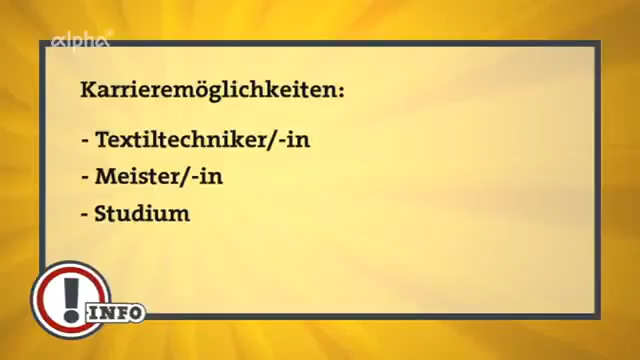 alpha
Karrieremöglichkeiten:
- Textiltechniker/-in
- Meister/-in
- Studium
! INFO